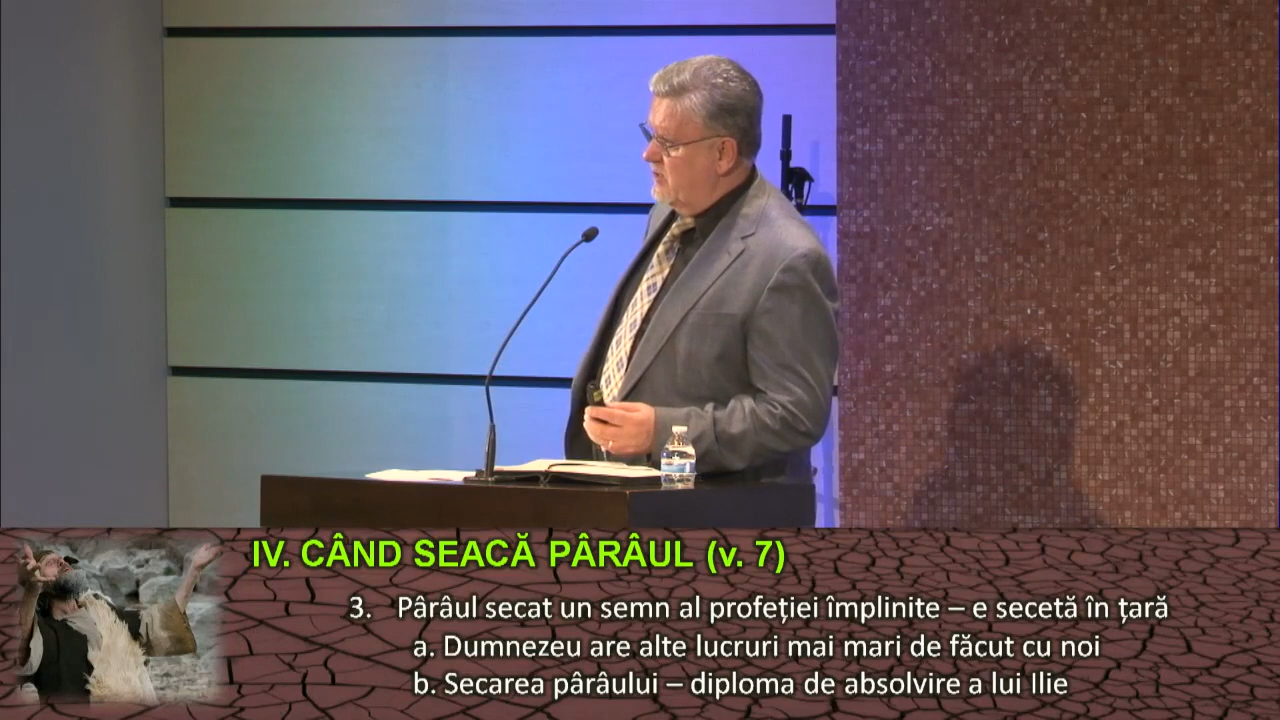 IV. CÂND SEACĂ PÂRÂUL (v. 7)
3. Pârâul secat un semn al profeției împlinite – e secetă în țară
a. Dumnezeu are alte lucruri mai mari de făcut cu noi
b. Secarea pârâului – diploma de absolvire a lui Ilie